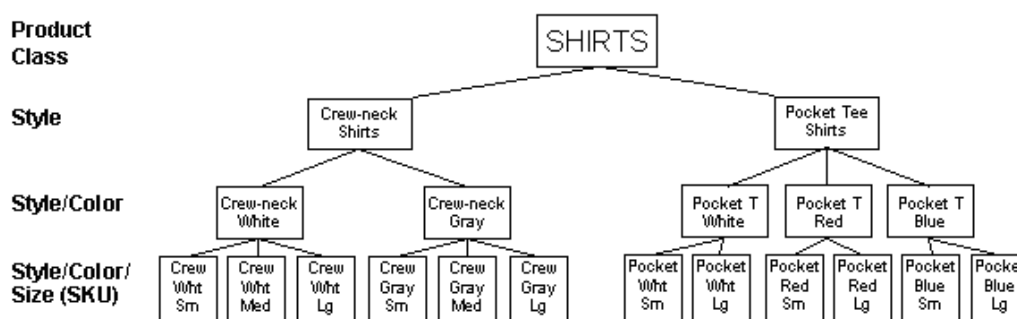 Product
Class
SHIRTS
Style
Crew-neck
Shirts
Pocket Tee
Shirts
Style/Color
Crew-neck
White
Crew-neck
Gray
Pocket T
White
Pocket T
Red
Pocket T
Blue
Style/Color/
Size (SKU)
Crew
Wht
Sm
Crew
Wht
Med
Crew
Wht
Lg
Crew
Gray
Sm
Crew
Gray
Med
Crew
Gray
Lg
Pocket
Wht
Sm
Pocket
Wht
Lg
Pocket
Red
Sm
Pocket
Red
Lg
Pocket
Blue
Sm
Pocket
Blue
Lg